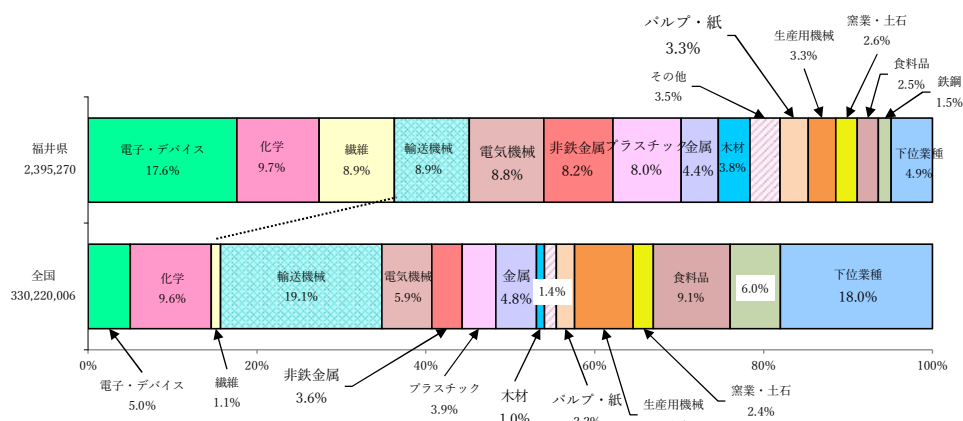 パルプ・紙
3.3%
窯業・土石
2.6%
生産用機械
3.3%
食料品
2.5%
その他
3.5%
鉄鋼
1.5%
福井県
2,395,270
電子・デバイス
17.6%
化学
9.7%
繊維
8.9%
輸送機械
8.9%
電気機械
8.8%
非鉄金属
8.2%
プラスチック
8.0%
金属
4.4%
木材
3.8%
下位業種
4.9%
全国
330,220,006
化学
9.6%
輸送機械
19.1%
電気機械
5.9%
金属
4.8%
1.4%
食料品
9.1%
6.0%
下位業種
18.0%
0%
20%
40%
60%
80%
100%
電子・デバイス
5.0%
繊維
1.1%
非鉄金属
3.6%
プラスチック
3.9%
木材
1.0%
パルプ・紙
生産用機械
窯業・土石
2.4%